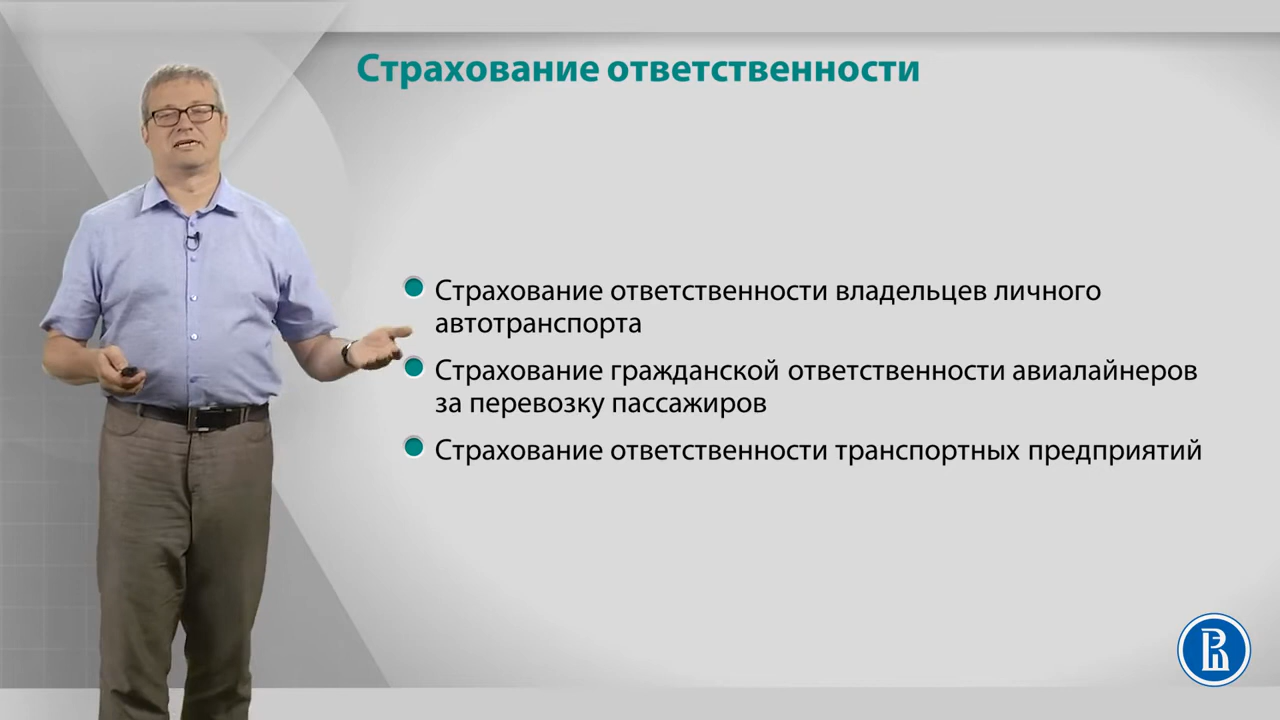 Страхование ответственности
Страхование ответственности владельцев личного
автотранспорта
Страхование гражданской ответственности авиалайнеров
за перевозку пассажиров
Страхование ответственности транспортных предприятий